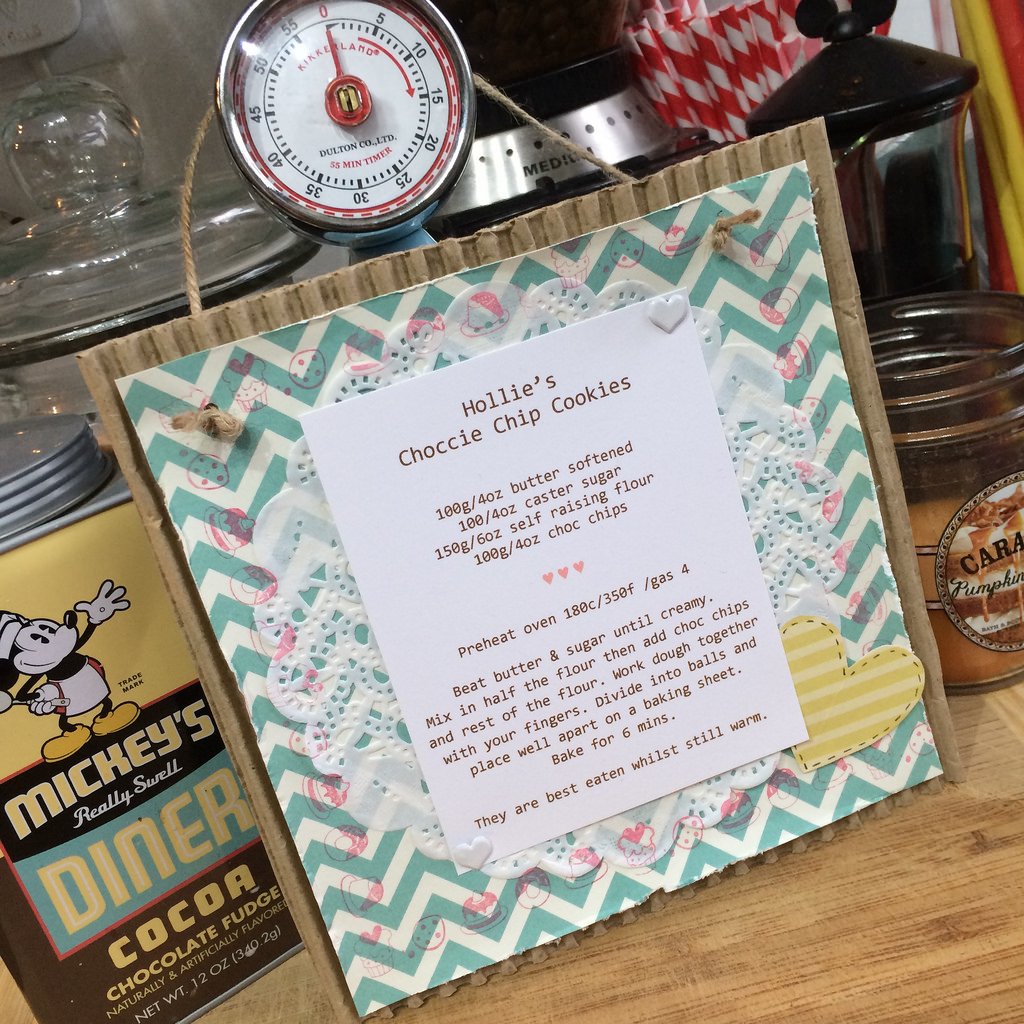 55 0 5 10 15 20 25 30 35 40 45 50
KIKKERLAND®
DULTON CO.,LTD.
55 MIN TIMER
MEDIUM
Hollie's
Choccie Chip Cookies
100g/4oz butter softened
100/4oz caster sugar
150g/6oz self raising flour
100g/4oz choc chips
Preheat oven 180c/350f /gas 4
Beat butter & sugar until creamy.
Mix in half the flour then add choc chips
and rest of the flour. Work dough together
with your fingers. Divide into balls and
place well apart on a baking sheet.
Bake for 6 mins.
They are best eaten whilst still warm.
TRADE
MARK
MICKEY'S
Really Swell
DINER
COCOA
CHOCOLATE FUDGE
NATURALLY & ARTIFICIALLY FLAVORED
NET WT. 12 OZ (340.2g)
CARA
Pumpkin
BATH &